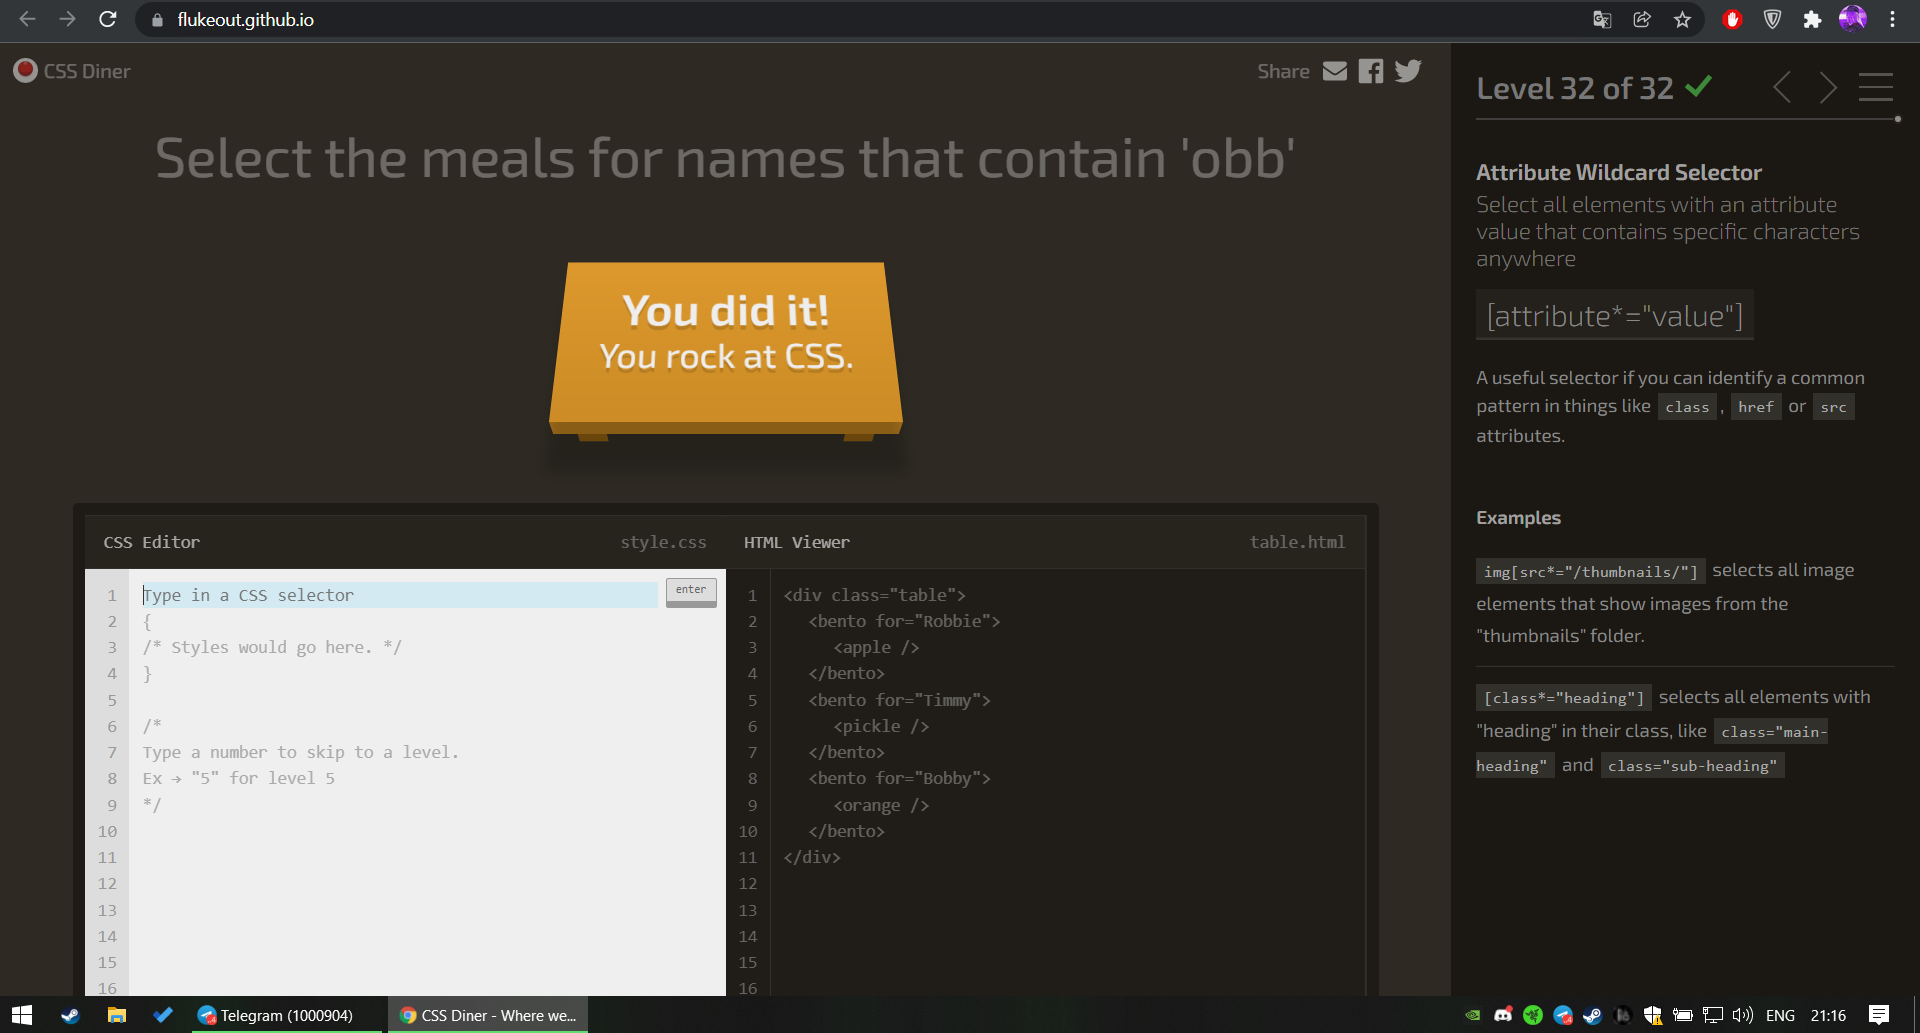 flukeout.github.io
CSS Diner
Share
Select the meals for names that contain 'obb'
You did it!
You rock at CSS.
CSS Editor
style.css
HTML Viewer
table.html
1 Type in a CSS selector
enter
2 {
3 /* Styles would go here. */
4 }
5
6 /*
7 Type a number to skip to a level.
8 Ex → "5" for level 5
9 */
10
11
12
13
14
15
16
1 <div class="table">
2 <bento for="Robbie">
3 <apple />
4 </bento>
5 <bento for="Timmy">
6 <pickle />
7 </bento>
8 <bento for="Bobby">
9 <orange />
10 </bento>
11 </div>
12
13
14
15
16
Level 32 of 32
Attribute Wildcard Selector
Select all elements with an attribute
value that contains specific characters
anywhere
[attribute*="value"]
A useful selector if you can identify a common
pattern in things like class , href or src
attributes.
Examples
img[src*="/thumbnails/"] selects all image
elements that show images from the
"thumbnails" folder.
[class*="heading"] selects all elements with
"heading" in their class, like class="main-
heading" and class="sub-heading"
Telegram (1000904)
CSS Diner - Where we...
ENG
21:16